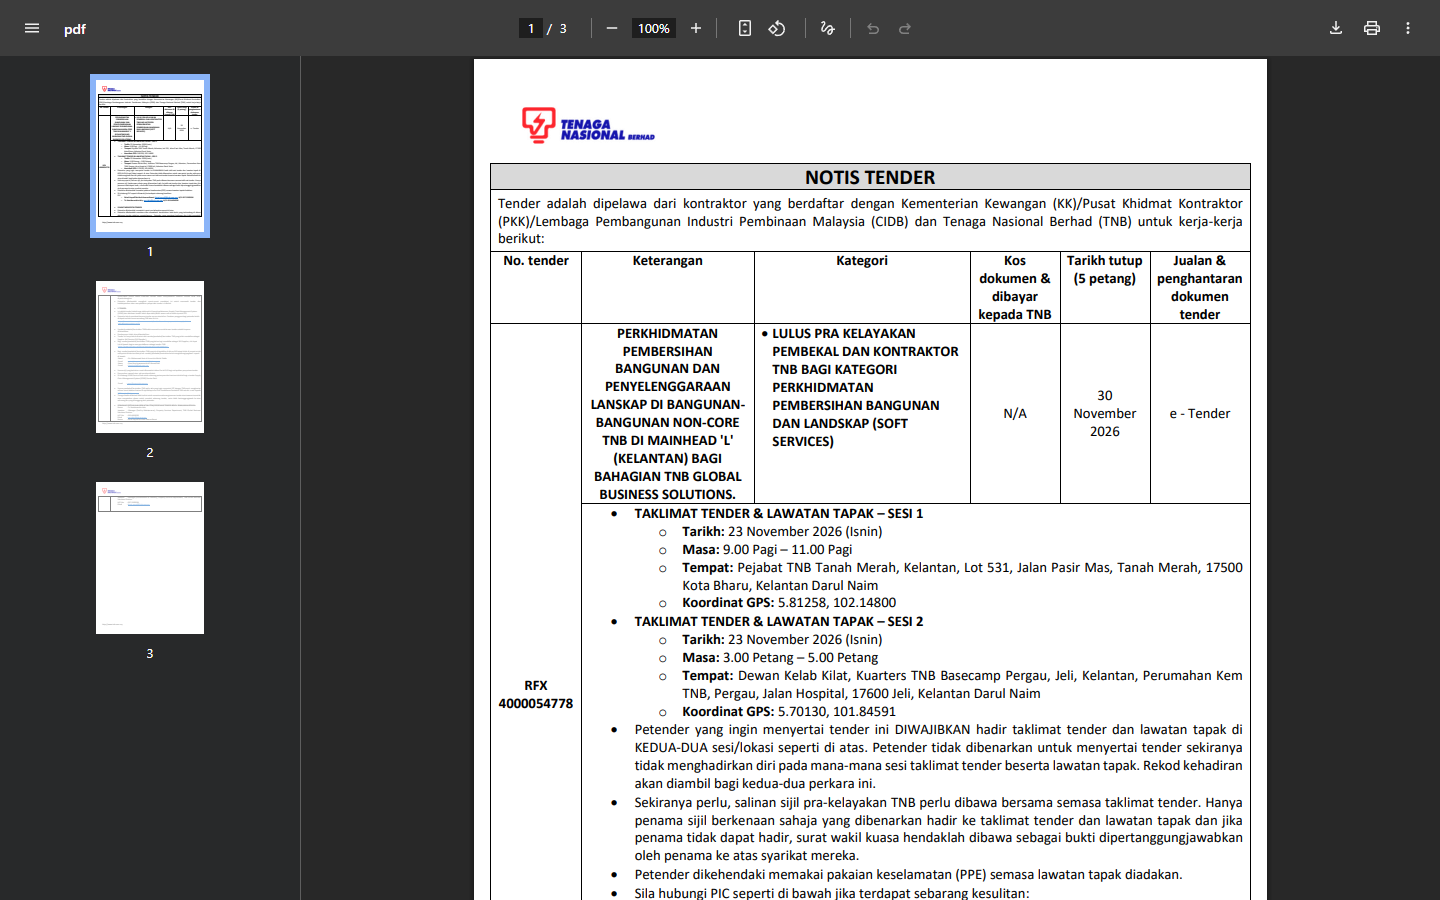 pdf
1 / 3
100%
1
2
3
TENAGA
NASIONAL BERHAD
NOTIS TENDER
Tender adalah dipelawa dari kontraktor yang berdaftar dengan Kementerian Kewangan (KK)/Pusat Khidmat Kontraktor
(PKK)/Lembaga Pembangunan Industri Pembinaan Malaysia (CIDB) dan Tenaga Nasional Berhad (TNB) untuk kerja-kerja
berikut:
No. tender
Keterangan
Kategori
Kos
dokumen &
dibayar
kepada TNB
Tarikh tutup
(5 petang)
Jualan &
penghantaran
dokumen
tender
RFX
4000054778
PERKHIDMATAN
PEMBERSIHAN
BANGUNAN DAN
PENYELENGGARAAN
LANSKAP DI BANGUNAN-
BANGUNAN NON-CORE
TNB DI MAINHEAD 'L'
(KELANTAN) BAGI
BAHAGIAN TNB GLOBAL
BUSINESS SOLUTIONS.
• LULUS PRA KELAYAKAN
PEMBEKAL DAN KONTRAKTOR
TNB BAGI KATEGORI
PERKHIDMATAN
PEMBERSIHAN BANGUNAN
DAN LANDSKAP (SOFT
SERVICES)
N/A
30
November
2026
e - Tender
• TAKLIMAT TENDER & LAWATAN TAPAK – SESI 1
o Tarikh: 23 November 2026 (Isnin)
o Masa: 9.00 Pagi – 11.00 Pagi
o Tempat: Pejabat TNB Tanah Merah, Kelantan, Lot 531, Jalan Pasir Mas, Tanah Merah, 17500
Kota Bharu, Kelantan Darul Naim
o Koordinat GPS: 5.81258, 102.14800
• TAKLIMAT TENDER & LAWATAN TAPAK – SESI 2
o Tarikh: 23 November 2026 (Isnin)
o Masa: 3.00 Petang – 5.00 Petang
o Tempat: Dewan Kelab Kilat, Kuarters TNB Basecamp Pergau, Jeli, Kelantan, Perumahan Kem
TNB, Pergau, Jalan Hospital, 17600 Jeli, Kelantan Darul Naim
o Koordinat GPS: 5.70130, 101.84591
• Petender yang ingin menyertai tender ini DIWAJIBKAN hadir taklimat tender dan lawatan tapak di
KEDUA-DUA sesi/lokasi seperti di atas. Petender tidak dibenarkan untuk menyertai tender sekiranya
tidak menghadirkan diri pada mana-mana sesi taklimat tender beserta lawatan tapak. Rekod kehadiran
akan diambil bagi kedua-dua perkara ini.
• Sekiranya perlu, salinan sijil pra-kelayakan TNB perlu dibawa bersama semasa taklimat tender. Hanya
penama sijil berkenaan sahaja yang dibenarkan hadir ke taklimat tender dan lawatan tapak dan jika
penama tidak dapat hadir, surat wakil kuasa hendaklah dibawa sebagai bukti dipertanggungjawabkan
oleh penama ke atas syarikat mereka.
• Petender dikehendaki memakai pakaian keselamatan (PPE) semasa lawatan tapak diadakan.
• Sila hubungi PIC seperti di bawah jika terdapat sebarang kesulitan: